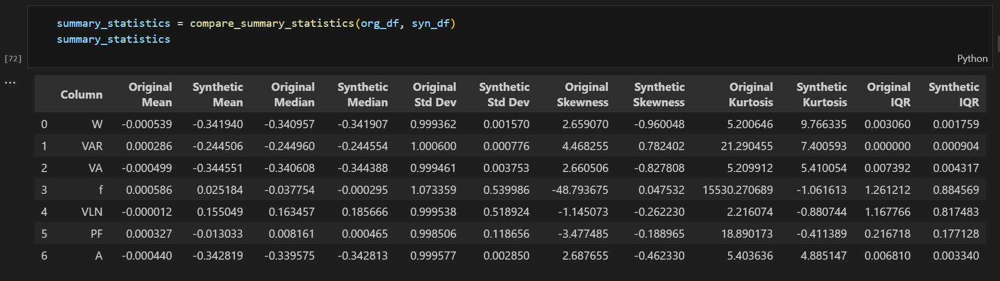 summary_statistics = compare_summary_statistics(org_df, syn_df)
summary_statistics
[72]
Python
...
Column Original Mean Synthetic Mean Original Median Synthetic Median Original Std Dev Synthetic Std Dev Original Skewness Synthetic Skewness Original Kurtosis Synthetic Kurtosis Original IQR Synthetic IQR
0 W -0.000539 -0.341940 -0.340957 -0.341907 0.999362 0.001570 2.659070 -0.960048 5.200646 9.766335 0.003060 0.001759
1 VAR 0.000286 -0.244506 -0.244960 -0.244554 1.000600 0.000776 4.468255 0.782402 21.290455 7.400593 0.000000 0.000904
2 VA -0.000499 -0.344551 -0.340608 -0.344388 0.999461 0.003753 2.660506 -0.827808 5.209912 5.410054 0.007392 0.004317
3 f 0.000586 0.025184 -0.037754 -0.000295 1.073359 0.539986 -48.793675 0.047532 15530.270689 -1.061613 1.261212 0.884569
4 VLN -0.000012 0.155049 0.163457 0.185666 0.999538 0.518924 -1.145073 -0.262230 2.216074 -0.880744 1.167766 0.817483
5 PF 0.000327 -0.013033 0.008161 0.000465 0.998506 0.118656 -3.477485 -0.188965 18.890173 -0.411389 0.216718 0.177128
6 A -0.000440 -0.342819 -0.339575 -0.342813 0.999577 0.002850 2.687655 -0.462330 5.403636 4.885147 0.006810 0.003340